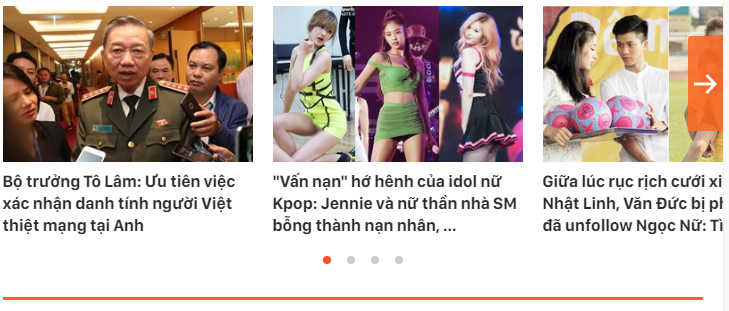 Bộ trưởng Tô Lâm: Ưu tiên việc
xác nhận danh tính người Việt
thiệt mạng tại Anh
"Vấn nạn" hớ hênh của idol nữ
Kpop: Jennie và nữ thần nhà SM
bỗng thành nạn nhân, ...
Giữa lúc rục rịch cưới xi
Nhật Linh, Văn Đức bị ph
đã unfollow Ngọc Nữ: Tì